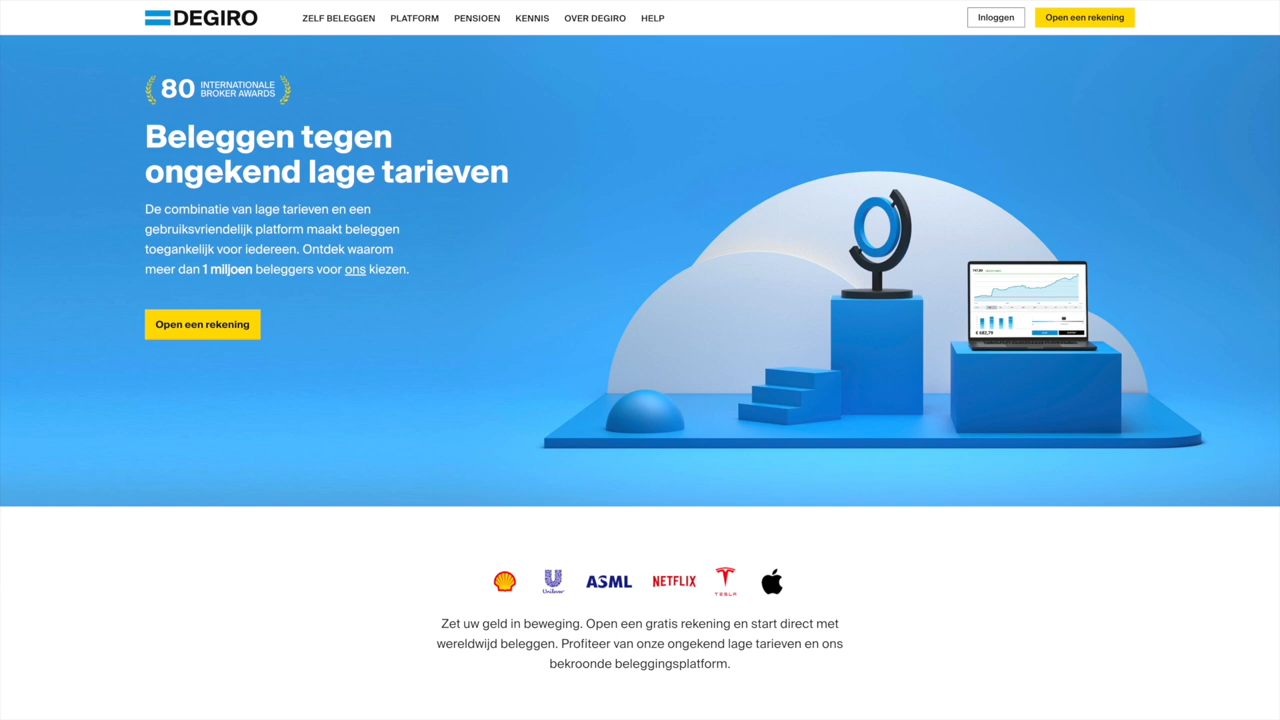 DEGIRO
ZELF BELEGGEN
PLATFORM
PENSIOEN
KENNIS
OVER DEGIRO
HELP
Inloggen
Open een rekening
80 INTERNATIONALE
BROKER AWARDS
Beleggen tegen
ongekend lage tarieven
De combinatie van lage tarieven en een
gebruiksvriendelijk platform maakt beleggen
toegankelijk voor iedereen. Ontdek waarom
meer dan 1 miljoen beleggers voor ons kiezen.
Open een rekening
€ 682,79
Unilever
ASML
NETFLIX
TESLA
Zet uw geld in beweging. Open een gratis rekening en start direct met
wereldwijd beleggen. Profiteer van onze ongekend lage tarieven en ons
bekroonde beleggingsplatform.